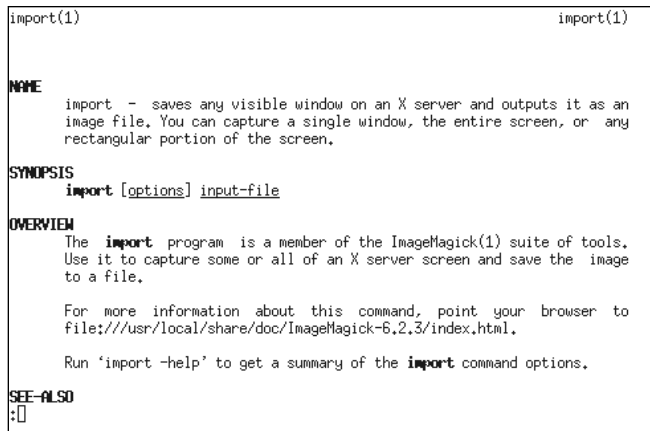 import(1) import(1)
NAME
import - saves any visible window on an X server and outputs it as an
image file. You can capture a single window, the entire screen, or any
rectangular portion of the screen.
SYNOPSIS
import [options] input-file
OVERVIEW
The import program is a member of the ImageMagick(1) suite of tools.
Use it to capture some or all of an X server screen and save the image
to a file.
For more information about this command, point your browser to
file:///usr/local/share/doc/ImageMagick-6.2.3/index.html.
Run ‘import -help’ to get a summary of the import command options.
SEE-ALSO
: